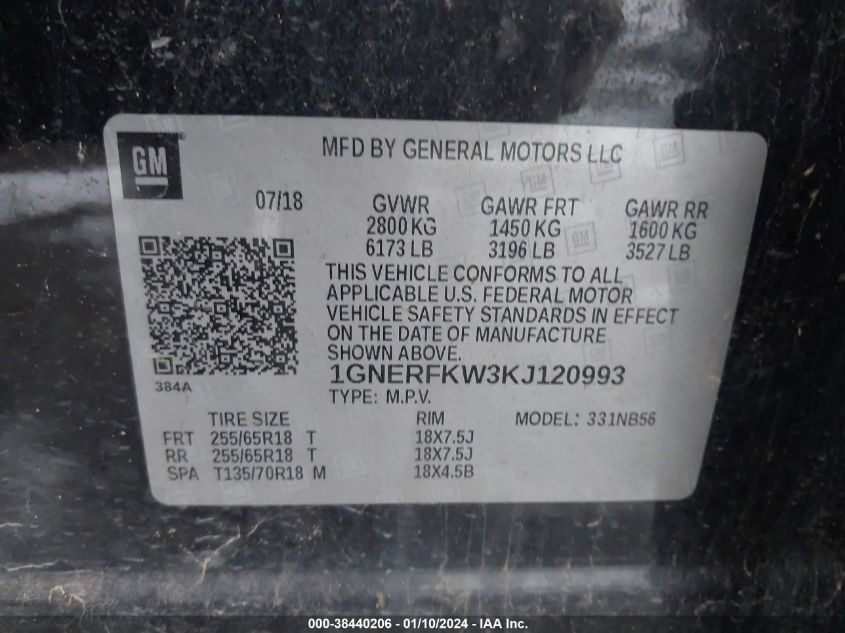 GM
MFD BY GENERAL MOTORS LLC
07/18
GVWR
2800 KG
6173 LB
GAWR FRT
1450 KG
3196 LB
GAWR RR
1600 KG
3527 LB
THIS VEHICLE CONFORMS TO ALL
APPLICABLE U.S. FEDERAL MOTOR
VEHICLE SAFETY STANDARDS IN EFFECT
ON THE DATE OF MANUFACTURE
SHOWN ABOVE.
384A
1GNERFKW3KJ120993
TYPE: M.P.V.
TIRE SIZE RIM MODEL: 331NB56
FRT 255/65R18 T 18X7.5J
RR 255/65R18 T 18X7.5J
SPA T135/70R18 M 18X4.5B
000-38440206 - 01/10/2024 - IAA Inc.